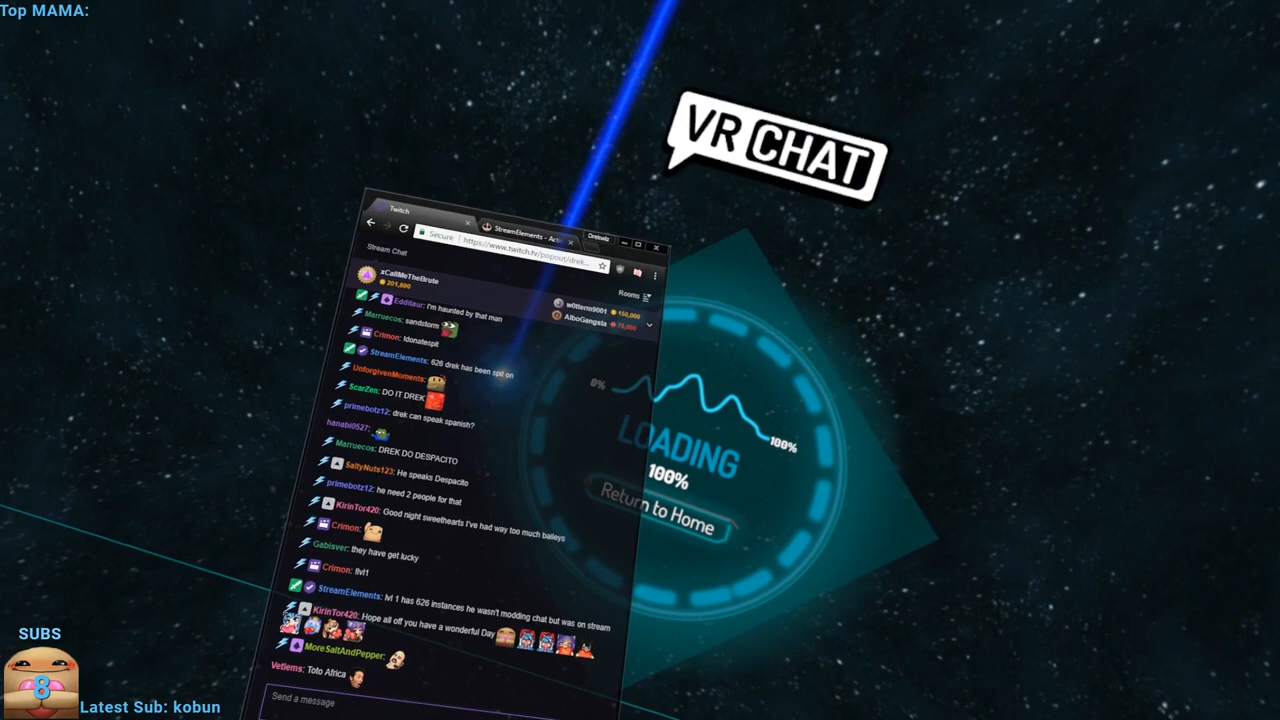 Top MAMA:
VR CHAT
Twitch
StreamElements - Acti
Drekwiz
Secure
https://www.twitch.tv/popout/drek...
Stream Chat
Rooms
xCallMeTheBrute
201,600
w0tterm9001 150,000
AlboGangsta 75,000
Edditaur: I'm haunted by that man
Marruecos: sandstorm
Crimon: !donatespit
StreamElements: 626 drek has been spit on
UnforgivenMoments:
ScarZen: DO IT DREK
primebotz12: drek can speak spanish?
hanabi0527:
Marruecos: DREK DO DESPACITO
SaltyNuts123: He speaks Despacito
primebotz12: he need 2 people for that
KirinTor420: Good night sweethearts I've had way too much baileys
Crimon:
Gabisver: they have get lucky
Crimon: !lvl1
StreamElements: lvl 1 has 626 instances he wasn't modding chat but was on stream
KirinTor420: Hope all off you have a wonderful Day
MoreSaltAndPepper:
Vetlems: Toto Africa
Send a message
0%
100%
LOADING
100%
Return to Home
SUBS
8
Latest Sub: kobun